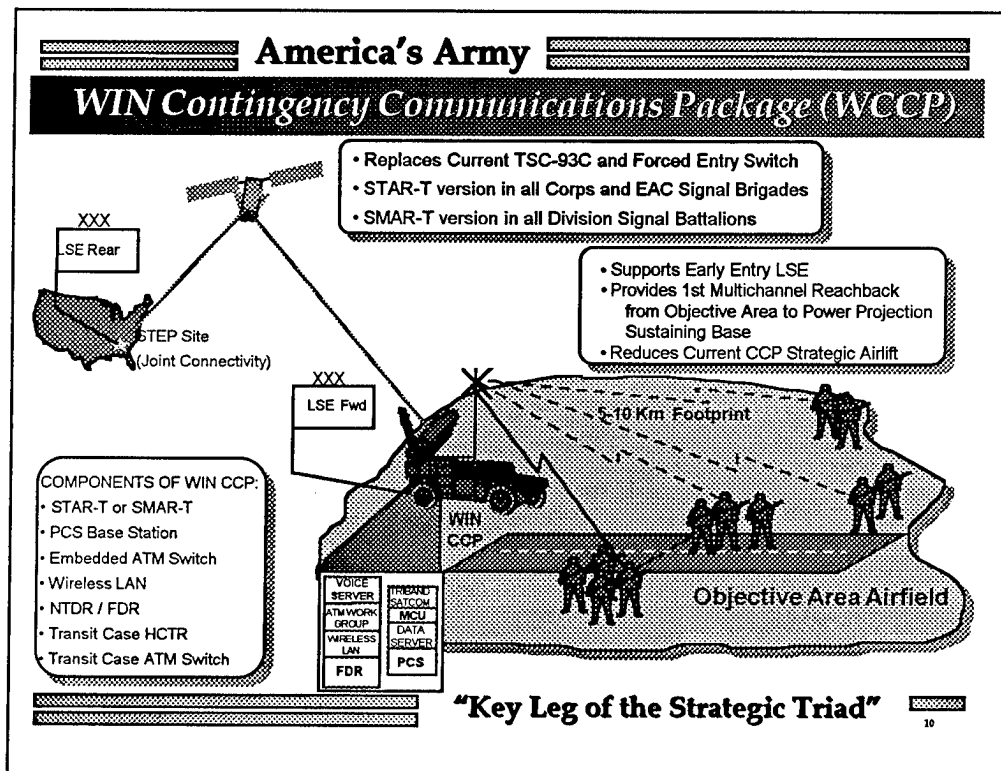 America's Army
WIN Contingency Communications Package (WCCP)
• Replaces Current TSC-93C and Forced Entry Switch
• STAR-T version in all Corps and EAC Signal Brigades
• SMAR-T version in all Division Signal Battalions
XXX
LSE Rear
STEP Site
(Joint Connectivity)
• Supports Early Entry LSE
• Provides 1st Multichannel Reachback
from Objective Area to Power Projection
Sustaining Base
• Reduces Current CCP Strategic Airlift
XXX
LSE Fwd
5-10 Km Footprint
WIN
CCP
COMPONENTS OF WIN CCP:
• STAR-T or SMAR-T
• PCS Base Station
• Embedded ATM Switch
• Wireless LAN
• NTDR / FDR
• Transit Case HCTR
• Transit Case ATM Switch
VOICE
SERVER
ATM WORK
GROUP
WIRELESS
LAN
FDR
TRIBAND
SATCOM
MCU
DATA
SERVER
PCS
Objective Area Airfield
"Key Leg of the Strategic Triad"
10